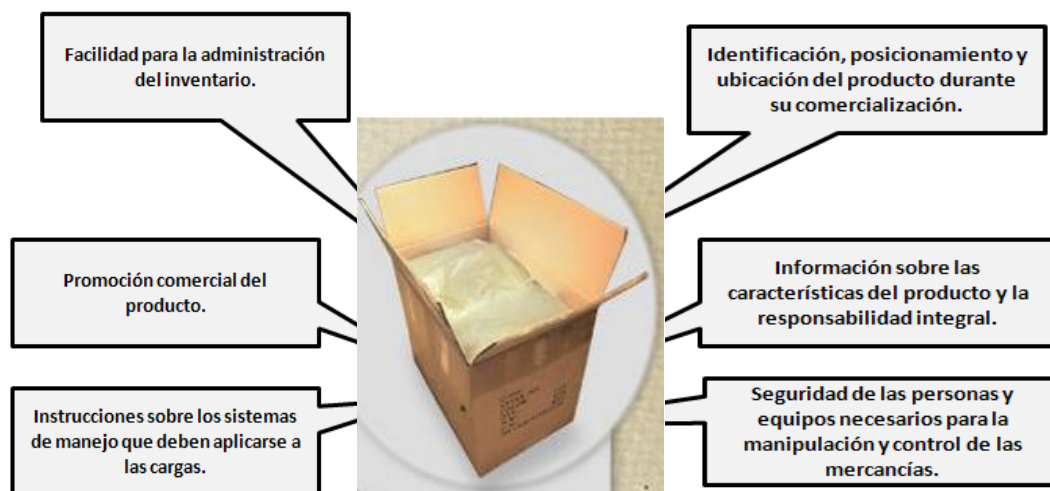 Facilidad para la administración
del inventario.
Identificación, posicionamiento y
ubicación del producto durante
su comercialización.
Promoción comercial del
producto.
Información sobre las
características del producto y la
responsabilidad integral.
Instrucciones sobre los sistemas
de manejo que deben aplicarse a
las cargas.
Seguridad de las personas y
equipos necesarios para la
manipulación y control de las
mercancías.